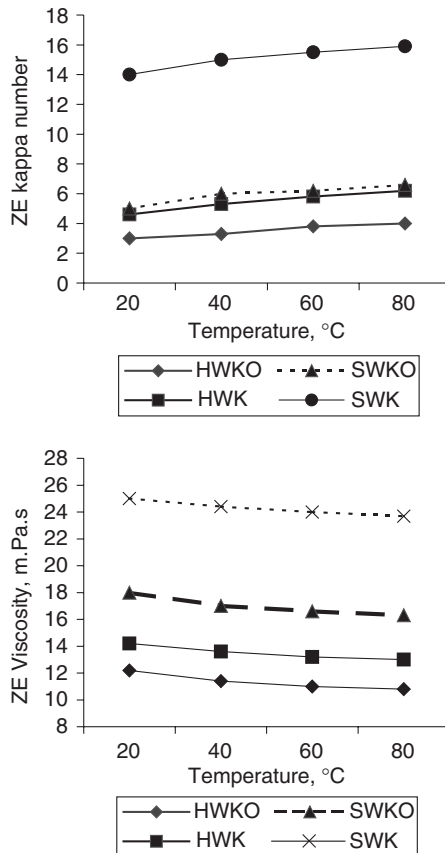 18
16
14
12
10
8
6
4
2
0
ZE kappa number
20 40 60 80
Temperature, °C
HWKO SWKO
HWK SWK
28
26
24
22
20
18
16
14
12
10
8
ZE Viscosity, m.Pa.s
20 40 60 80
Temperature, °C
HWKO SWKO
HWK SWK